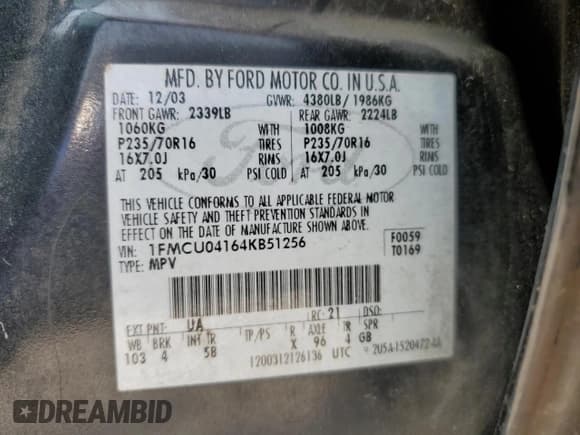 MFD. BY FORD MOTOR CO. IN U.S.A.
DATE: 12/03 GVWR: 4380LB/ 1986KG
FRONT GAWR: 2339LB REAR GAWR: 2224LB
1060KG WITH 1008KG WITH
P235/70R16 TIRES P235/70R16 TIRES
16X7.0J RIMS 16X7.0J RIMS
AT 205 kPa/30 PSI COLD AT 205 kPa/30 PSI COLD
THIS VEHICLE CONFORMS TO ALL APPLICABLE FEDERAL MOTOR
VEHICLE SAFETY AND THEFT PREVENTION STANDARDS IN
EFFECT ON THE DATE OF MANUFACTURE SHOWN ABOVE.
VIN: 1FMCU04164KB51256 F0059
TYPE: MPV T0169
Ford
EXT PNT: UA RC: 21 DSO:
WB BRK INT TR TP/PS R AXLE TR SPR
103 4 5B X 96 4 GB
1200312126136 UTC
DREAMBID